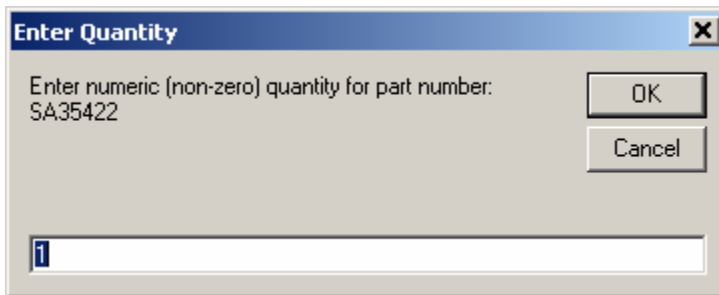 Enter Quantity
Enter numeric (non-zero) quantity for part number:
SA35422
OK
Cancel
1